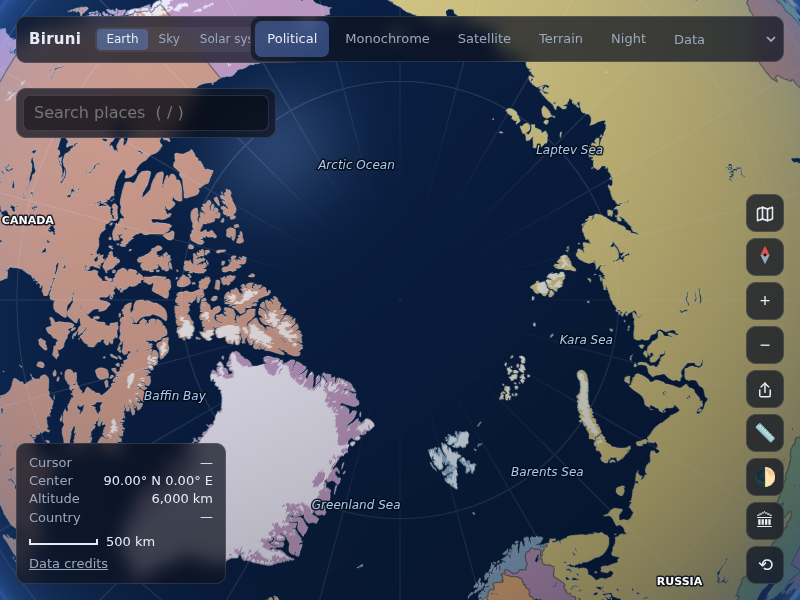 Biruni
Earth
Sky
Solar sys
Political
Monochrome
Satellite
Terrain
Night
Data
Search places ( / )
Arctic Ocean
Laptev Sea
CANADA
Kara Sea
Baffin Bay
Barents Sea
Greenland Sea
RUSSIA
Cursor —
Center 90.00° N 0.00° E
Altitude 6,000 km
Country —
500 km
Data credits